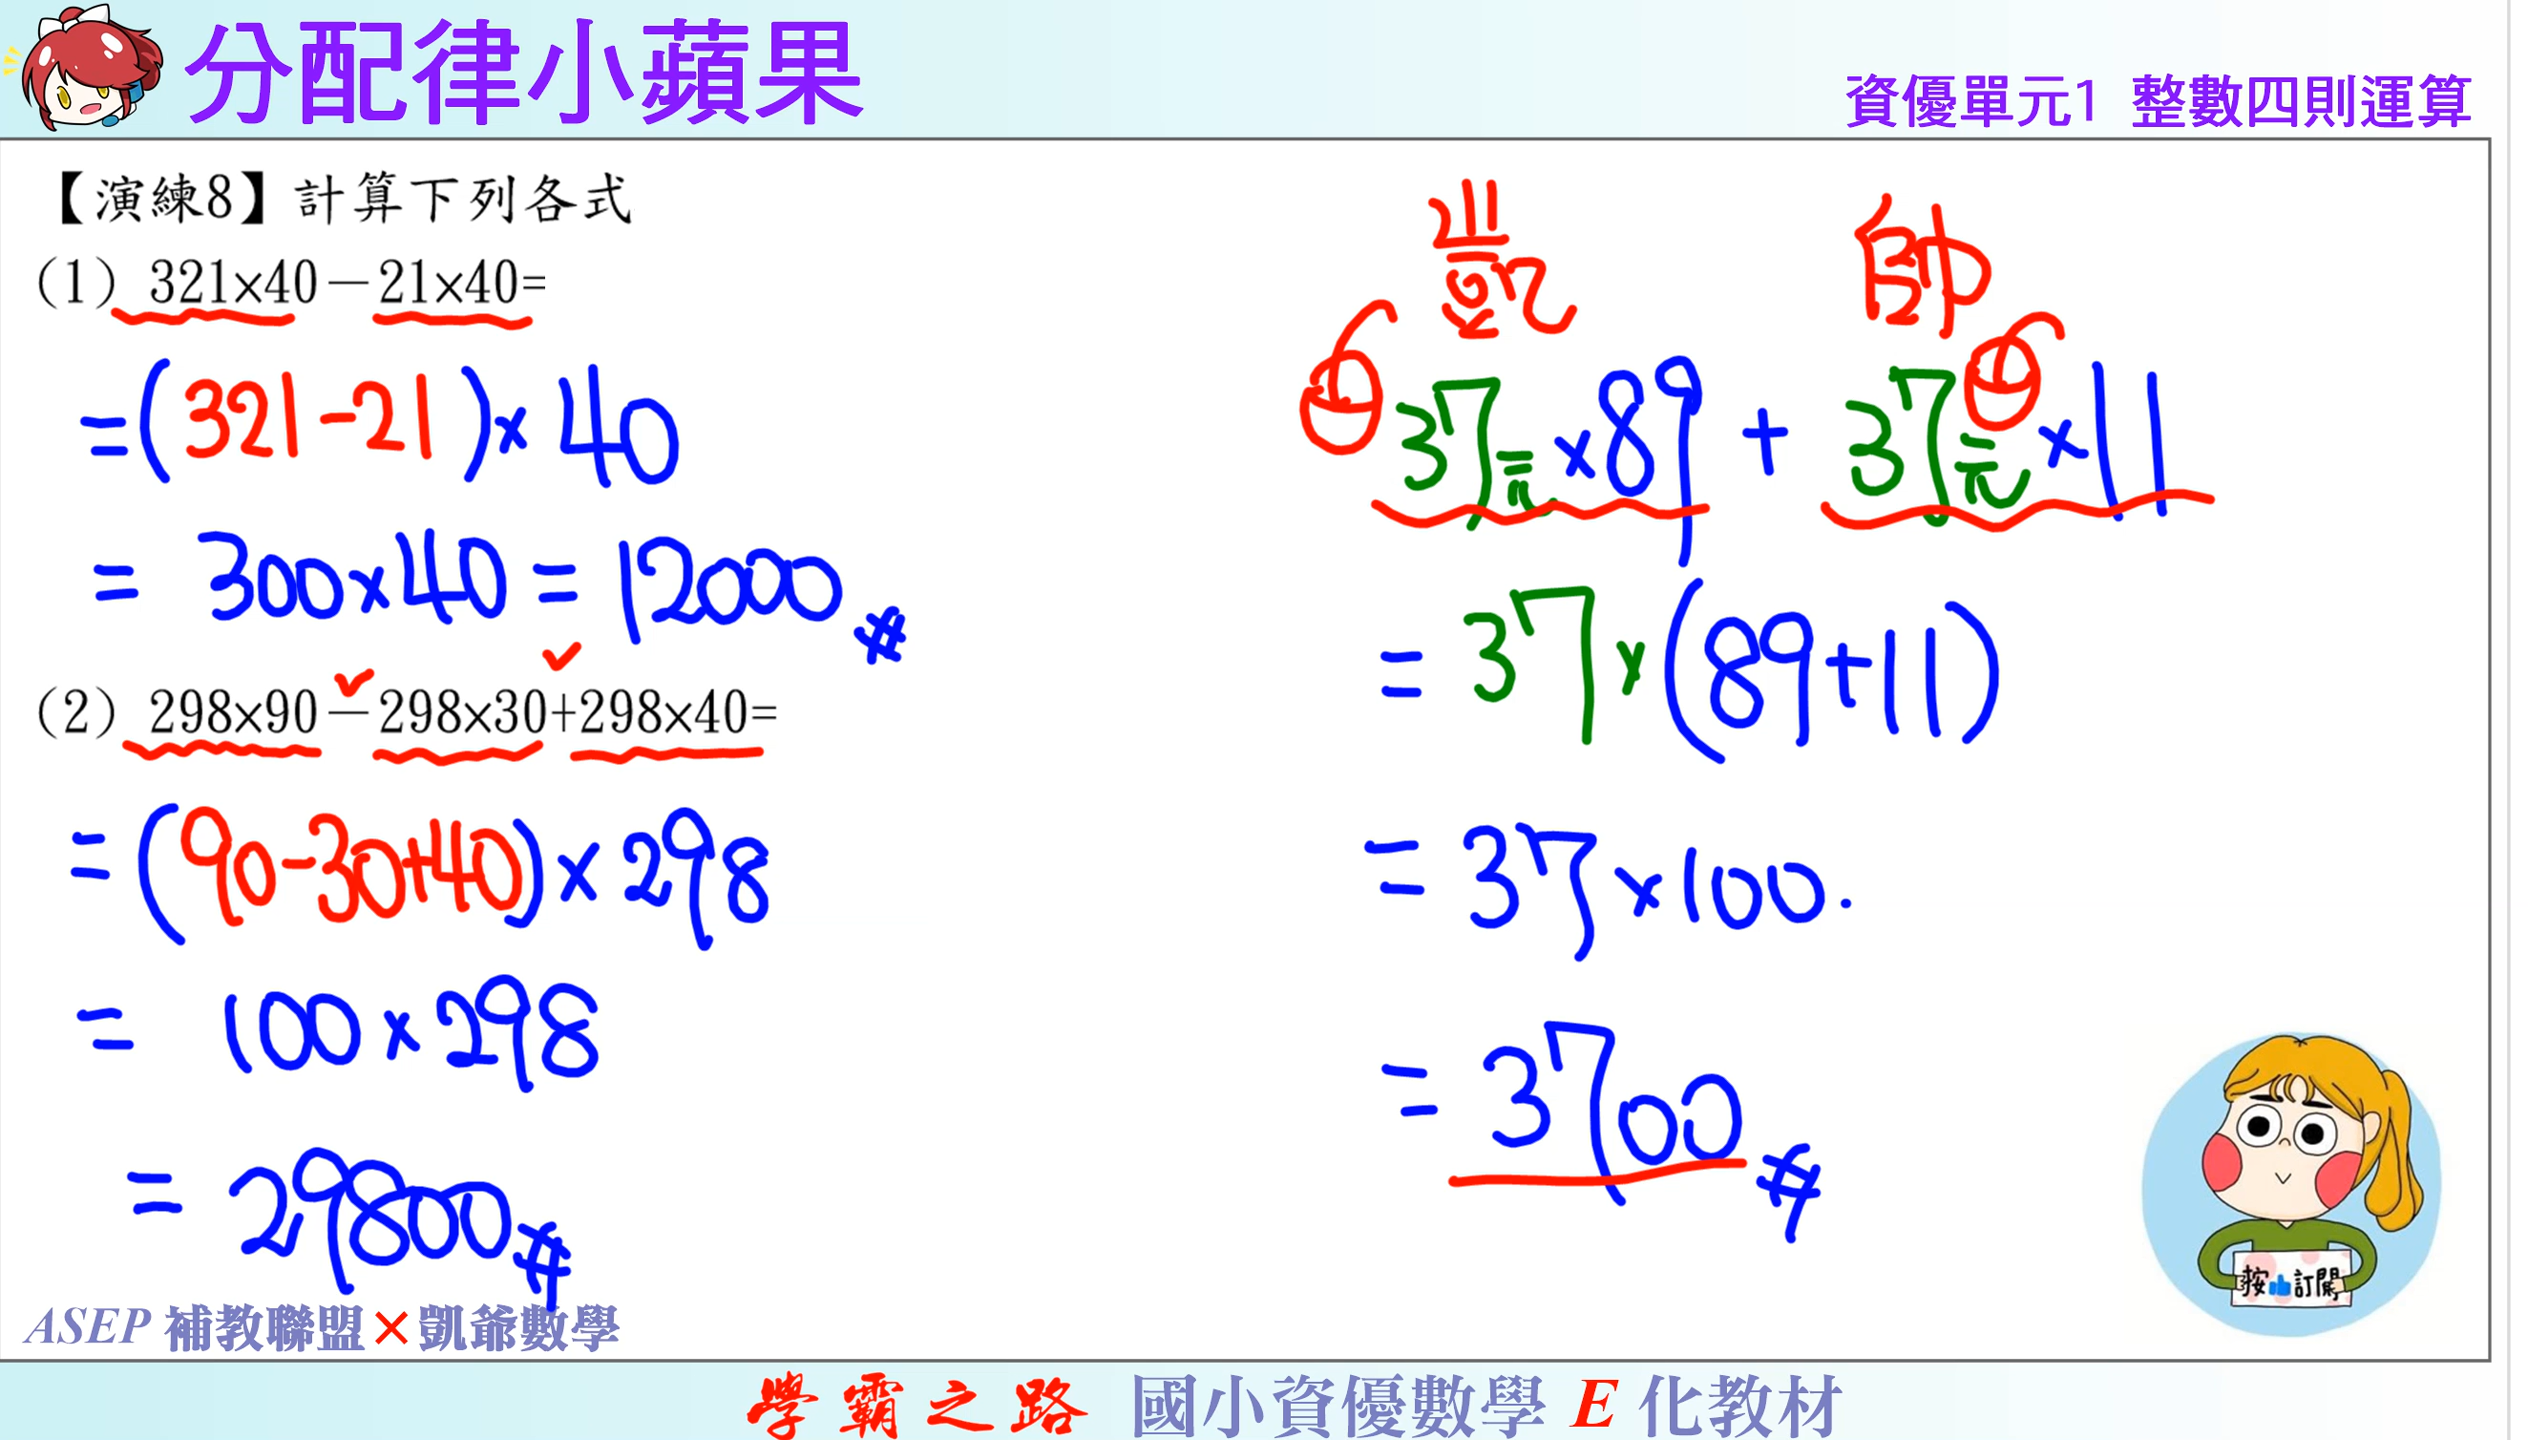 分配律小蘋果
資優單元1 整數四則運算
【演練8】計算下列各式
(1) 321×40－21×40=
=(321-21)×40
= 300×40 = 12000#
(2) 298×90－298×30+298×40=
=(90-30+40)×298
= 100×298
= 29800#
凱 帥
37元×89 + 37元×11
= 37×(89+11)
= 37×100.
= 3700#
按訂閱
ASEP 補教聯盟×凱爺數學
學霸之路 國小資優數學 E 化教材